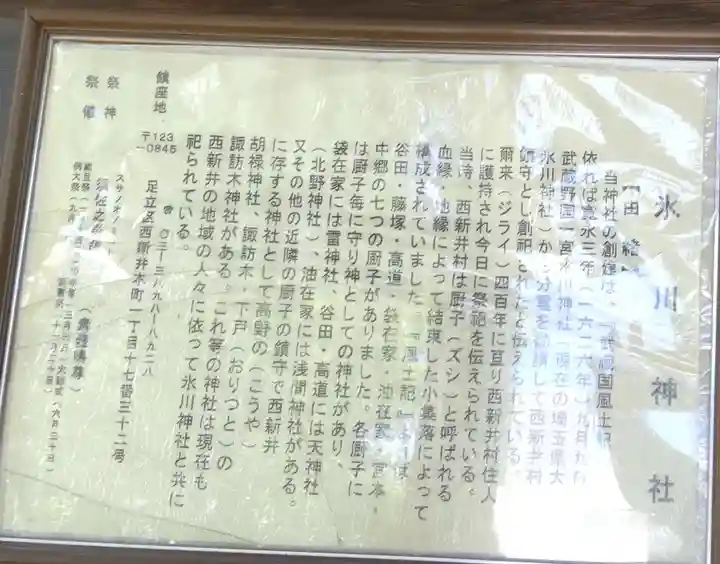 氷川神社
由緒
当神社の創建は、『武蔵国風土記
依れば寛永三年(一六二六年)九月
武蔵野国一宮氷川神社(現在の埼玉県大
氷川神社)から分霊を勧請して西新井村
鎮守とし創祀されたと伝えられている。
爾来(ジライ)四百年に亘り西新井村住人
に護持され今日に祭祀を伝えられている。
当時、西新井村は厨子(ズシ)と呼ばれる
血縁・地縁によって結束した小集落によって
構成されていました。『風土記』
谷田・藤塚・高道・袋在家・油在家・宮本・
中郷の七つの厨子がありました。各厨子に
は厨子毎に守り神としての神社があり、
袋在家には雷神社、谷田・高道には天神社
(北野神社)、油在家には浅間神社がある。
又その他の近隣の厨子の鎮守で西新井
に存する神社として高野の(こうや)
胡禄神社、諏訪木、下戸(おりつと)の
諏訪木神社がある。これ等の神社は現在も
西新井の地域の人々に依って氷川神社と共に
祀られている。
鎮座地 〒123-0845 足立区西新井本町一丁目十七番三十二号
☎〇三-三八九八-八九二八
祭神 スサノオノミコト
須佐之男命
祭儀